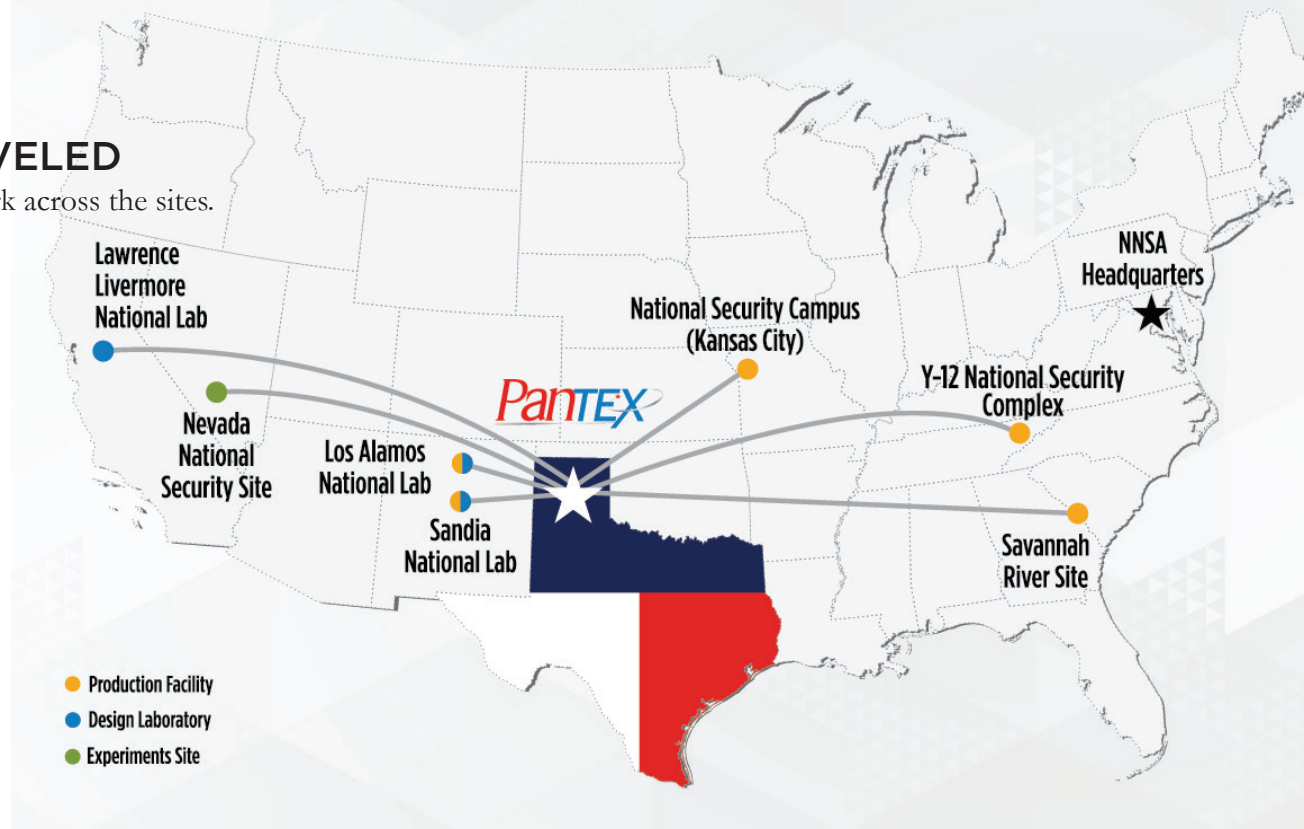 VELED
across the sites.
Lawrence
Livermore
National Lab
NNSA
Headquarters
National Security Campus
(Kansas City)
Y-12 National Security
Complex
PanTEX
Nevada
National
Security Site
Los Alamos
National Lab
Sandia
National Lab
Savannah
River Site
Production Facility
Design Laboratory
Experiments Site